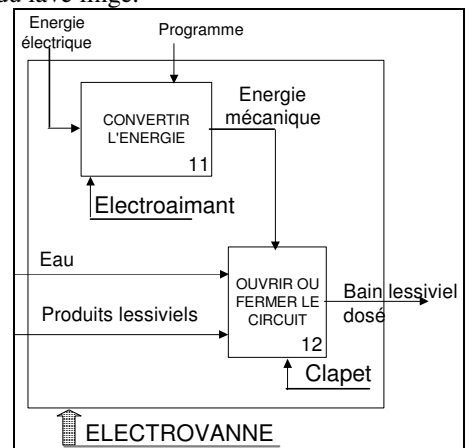 du lave linge.
Energie
électrique
Programme
CONVERTIR
L'ENERGIE
11
Energie
mécanique
Electroaimant
Eau
OUVRIR OU
FERMER LE
CIRCUIT
12
Bain lessiviel
dosé
Produits lessiviels
Clapet
ELECTROVANNE